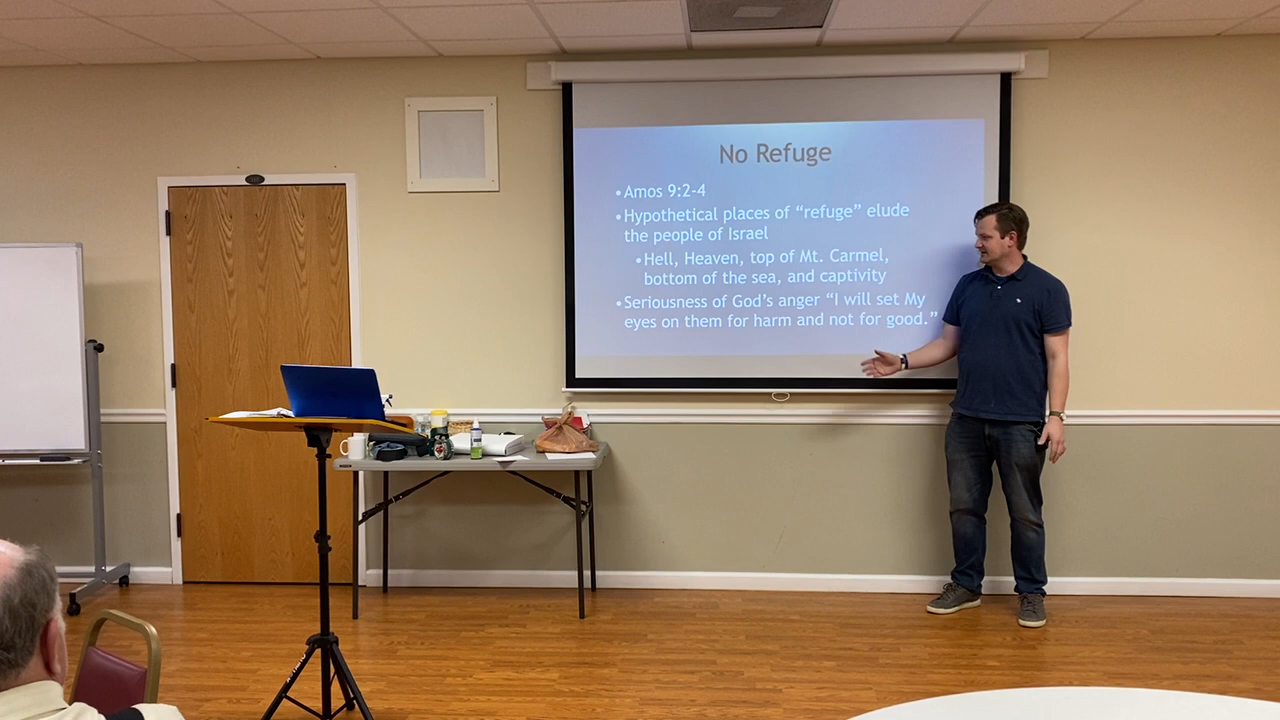 No Refuge
•Amos 9:2-4
•Hypothetical places of “refuge” elude
the people of Israel
•Hell, Heaven, top of Mt. Carmel,
bottom of the sea, and captivity
•Seriousness of God’s anger “I will set My
eyes on them for harm and not for good.”